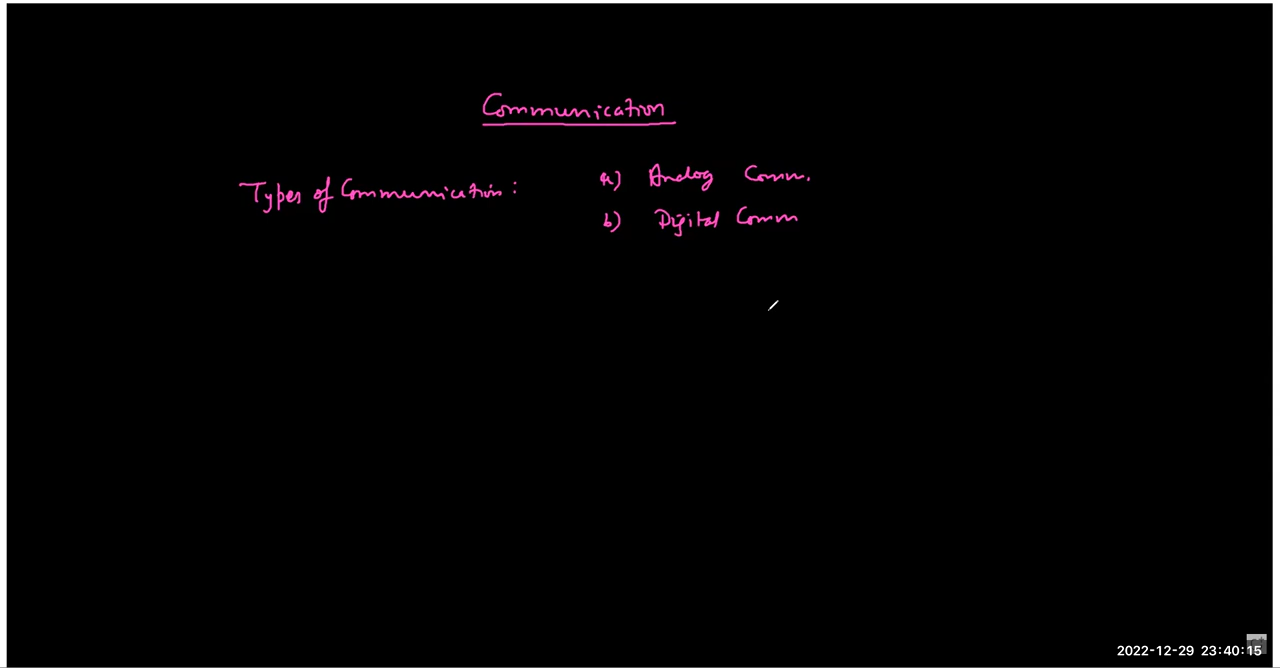 Communication
Types of Communication : a) Analog Comm.
b) Digital Comm
2022-12-29 23:40:15